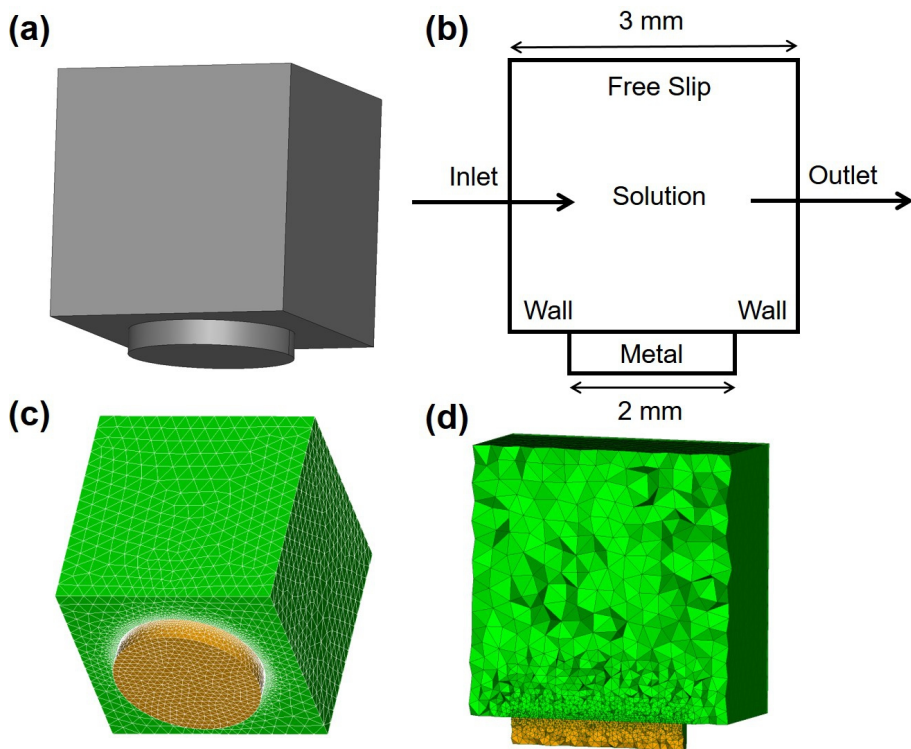 (a)
(b)
3 mm
Free Slip
Inlet
Solution
Outlet
Wall
Wall
Metal
2 mm
(c)
(d)